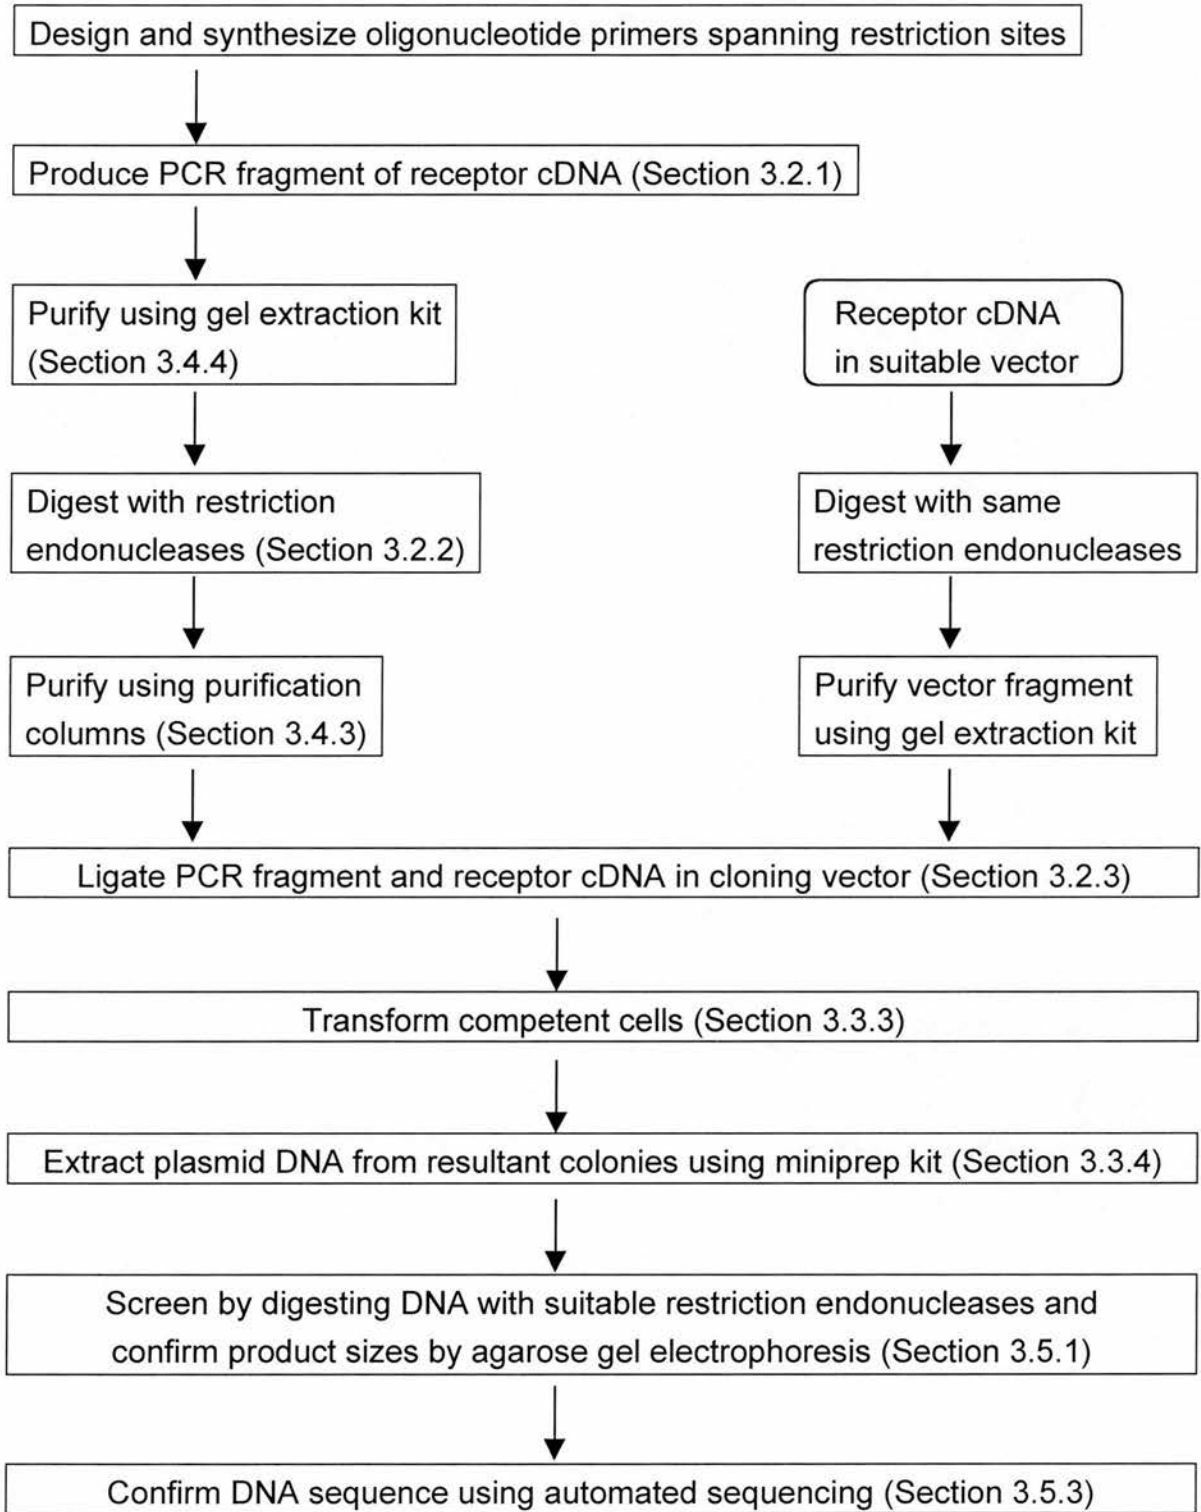 Design and synthesize oligonucleotide primers spanning restriction sites
Produce PCR fragment of receptor cDNA (Section 3.2.1)
Purify using gel extraction kit
(Section 3.4.4)
Receptor cDNA
in suitable vector
Digest with restriction
endonucleases (Section 3.2.2)
Digest with same
restriction endonucleases
Purify using purification
columns (Section 3.4.3)
Purify vector fragment
using gel extraction kit
Ligate PCR fragment and receptor cDNA in cloning vector (Section 3.2.3)
Transform competent cells (Section 3.3.3)
Extract plasmid DNA from resultant colonies using miniprep kit (Section 3.3.4)
Screen by digesting DNA with suitable restriction endonucleases and
confirm product sizes by agarose gel electrophoresis (Section 3.5.1)
Confirm DNA sequence using automated sequencing (Section 3.5.3)